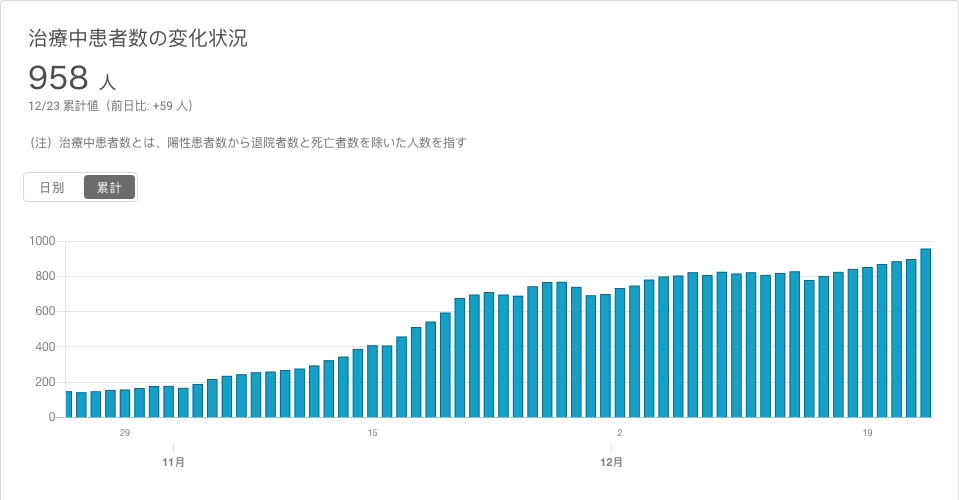 治療中患者数の変化状況
958 人
12/23 累計値（前日比: +59 人）
（注）治療中患者数とは、陽性患者数から退院者数と死亡者数を除いた人数を指す
日別 累計
1000
800
600
400
200
0
29 15 2 19
11月 12月